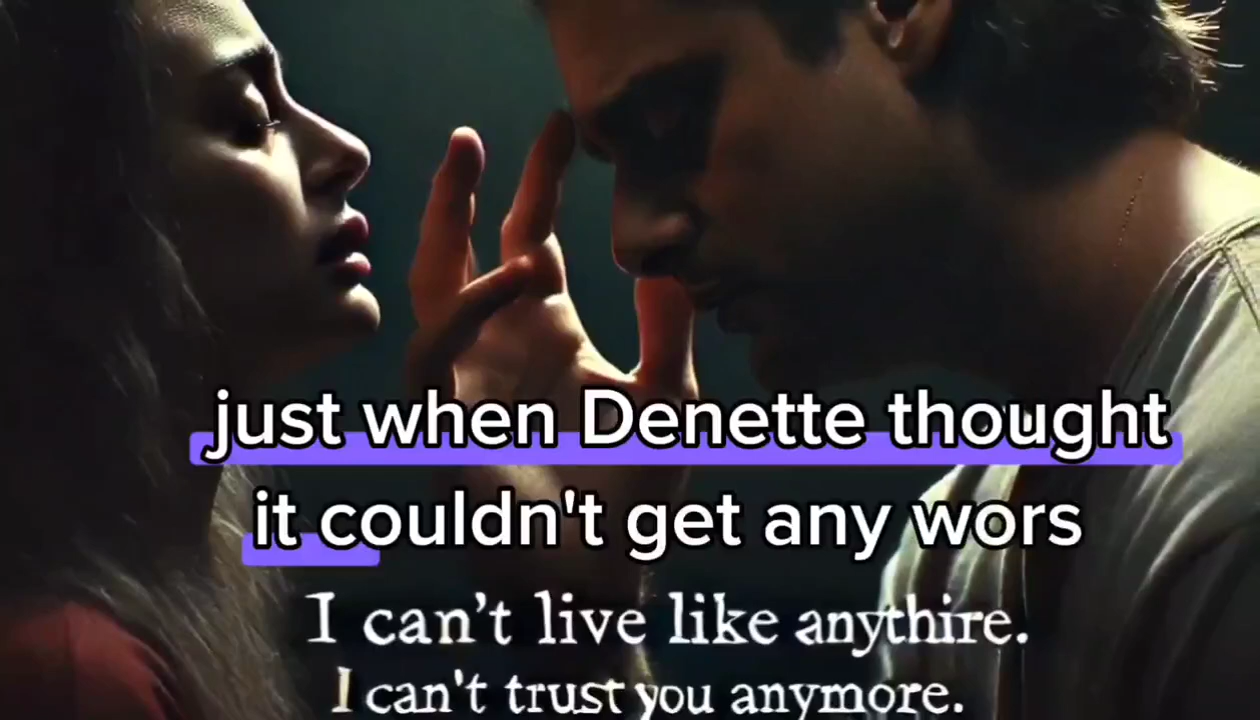 just when Denette thought
it couldn't get any wors
I can't live like anythire.
I can't trust you anymore.